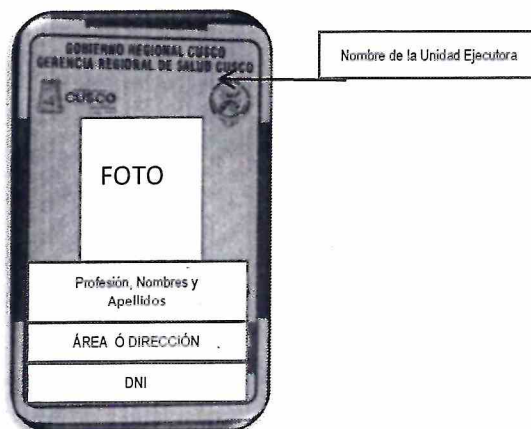 GOBIERNO REGIONAL CUSCO
GERENCIA REGIONAL DE SALUD CUSCO
CUSCO
Nombre de la Unidad Ejecutora
FOTO
Profesión, Nombres y
Apellidos
ÁREA Ó DIRECCIÓN
DNI